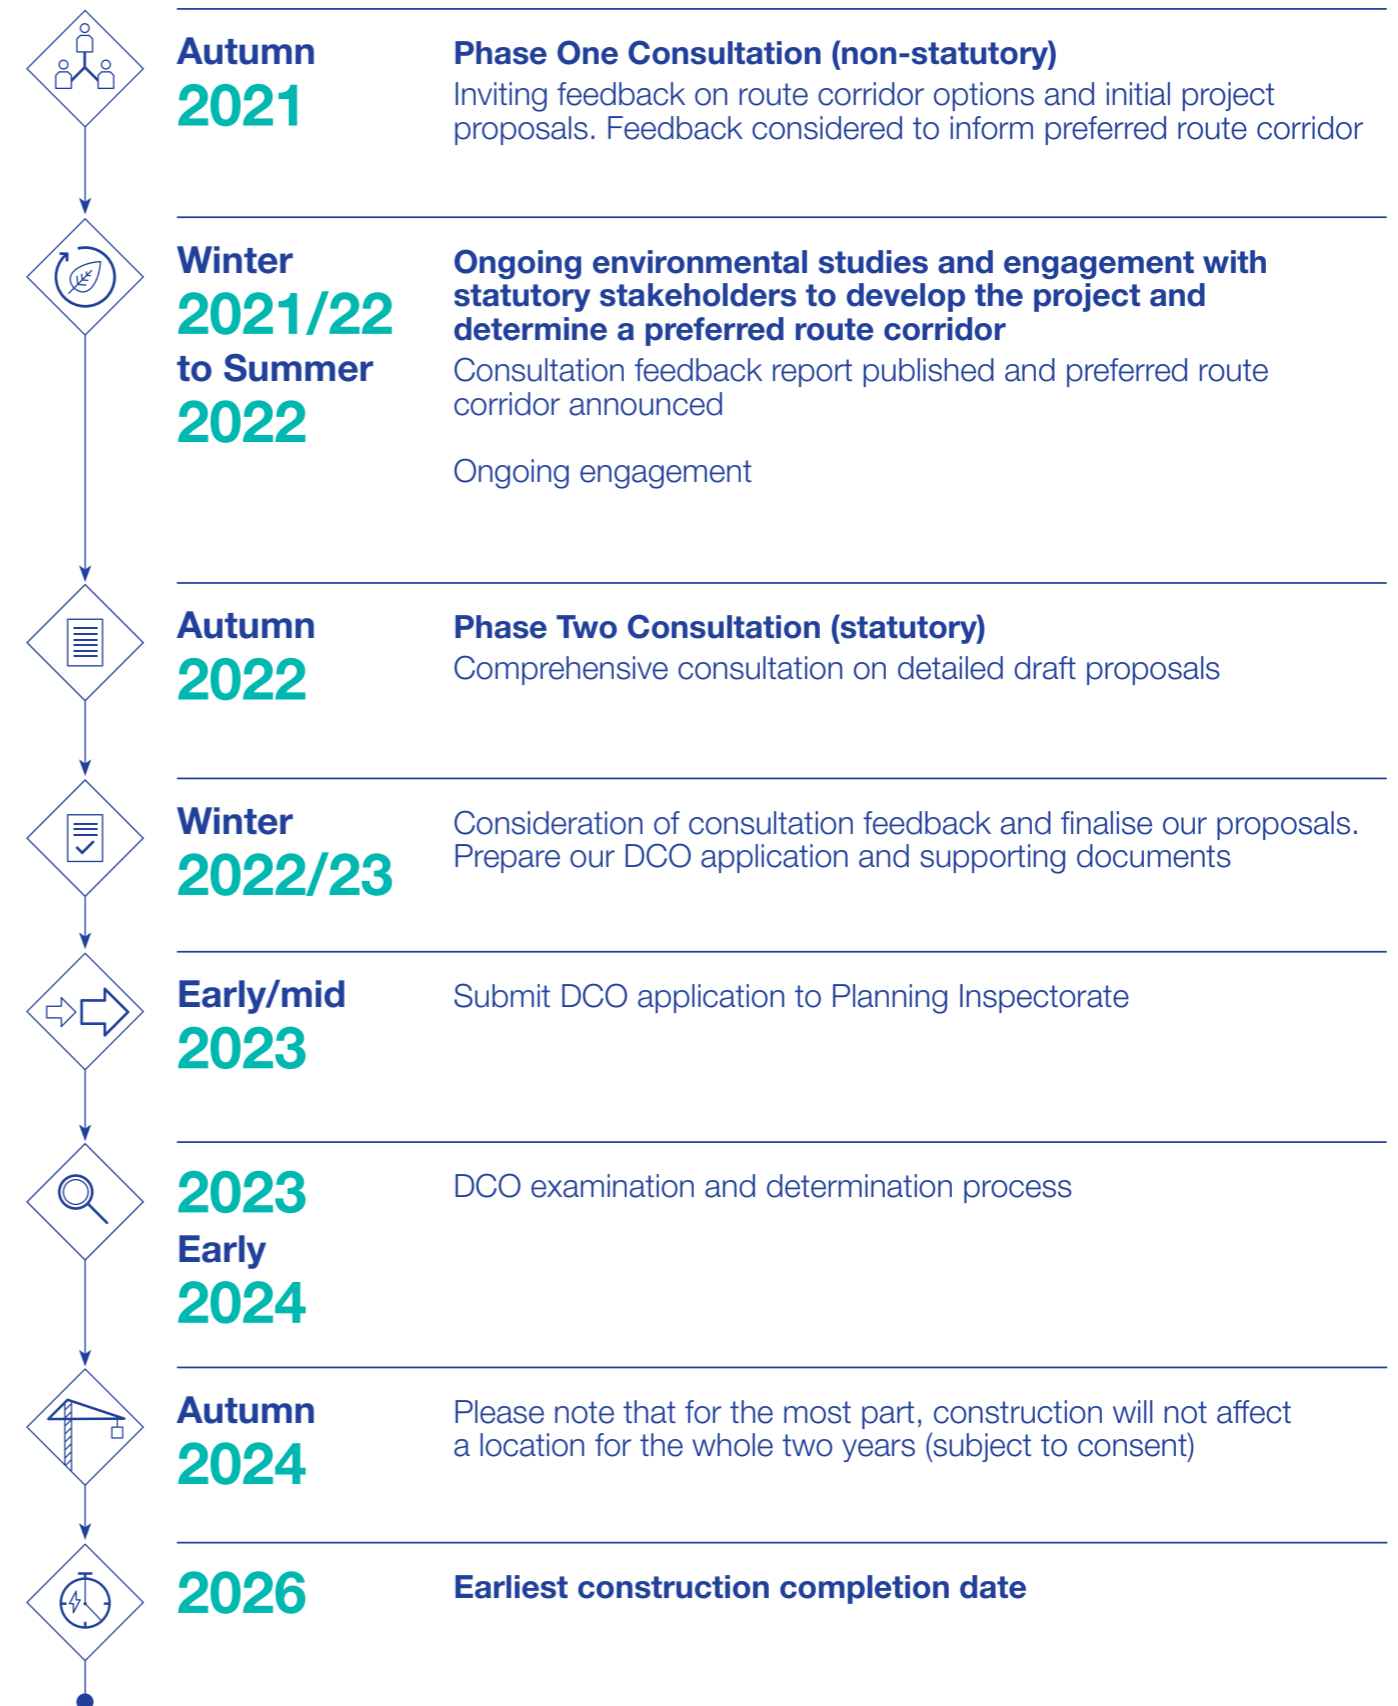 Autumn
2021
Phase One Consultation (non-statutory)
Inviting feedback on route corridor options and initial project
proposals. Feedback considered to inform preferred route corridor
Winter
2021/22
to Summer
2022
Ongoing environmental studies and engagement with
statutory stakeholders to develop the project and
determine a preferred route corridor
Consultation feedback report published and preferred route
corridor announced
Ongoing engagement
Autumn
2022
Phase Two Consultation (statutory)
Comprehensive consultation on detailed draft proposals
Winter
2022/23
Consideration of consultation feedback and finalise our proposals.
Prepare our DCO application and supporting documents
Early/mid
2023
Submit DCO application to Planning Inspectorate
2023
Early
2024
DCO examination and determination process
Autumn
2024
Please note that for the most part, construction will not affect
a location for the whole two years (subject to consent)
2026
Earliest construction completion date